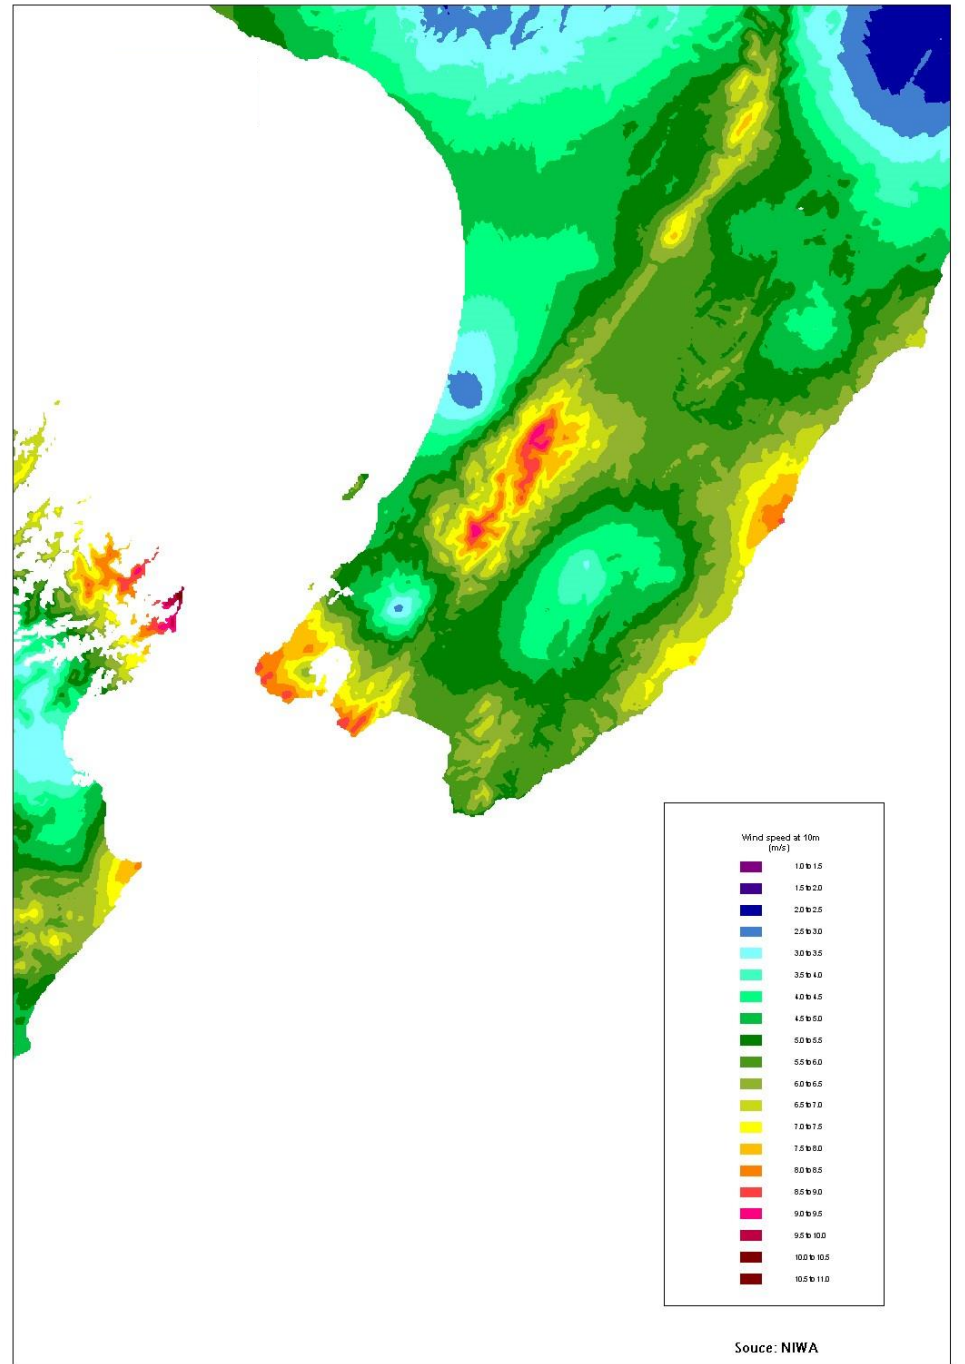 Wind speed at 10m
(m/s)
1.0 to 1.5
1.5 to 2.0
2.0 to 2.5
2.5 to 3.0
3.0 to 3.5
3.5 to 4.0
4.0 to 4.5
4.5 to 5.0
5.0 to 5.5
5.5 to 6.0
6.0 to 6.5
6.5 to 7.0
7.0 to 7.5
7.5 to 8.0
8.0 to 8.5
8.5 to 9.0
9.0 to 9.5
9.5 to 10.0
10.0 to 10.5
10.5 to 11.0
Souce: NIWA